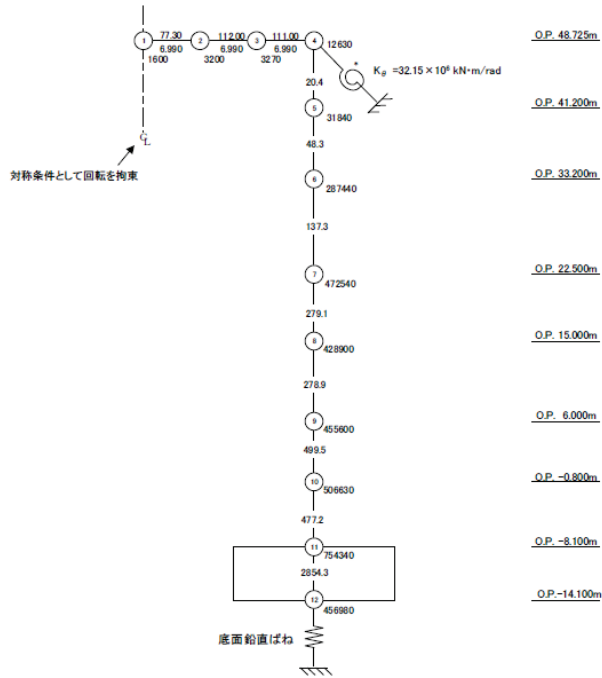 77.30 112.00 111.00
1 2 3 4 12630 O.P. 48.725m
6.990 6.990 6.990
1600 3200 3270
* Kθ =32.15×10⁶ kN・m/rad
20.4
5 O.P. 41.200m
31840
CL
48.3
対称条件として回転を拘束
6 O.P. 33.200m
287440
137.3
7 O.P. 22.500m
472540
279.1
8 O.P. 15.000m
428900
278.9
9 O.P. 6.000m
455600
499.5
10 O.P. -0.800m
506630
477.2
11 O.P. -8.100m
754340
2854.3
12 O.P.-14.100m
456980
底面鉛直ばね